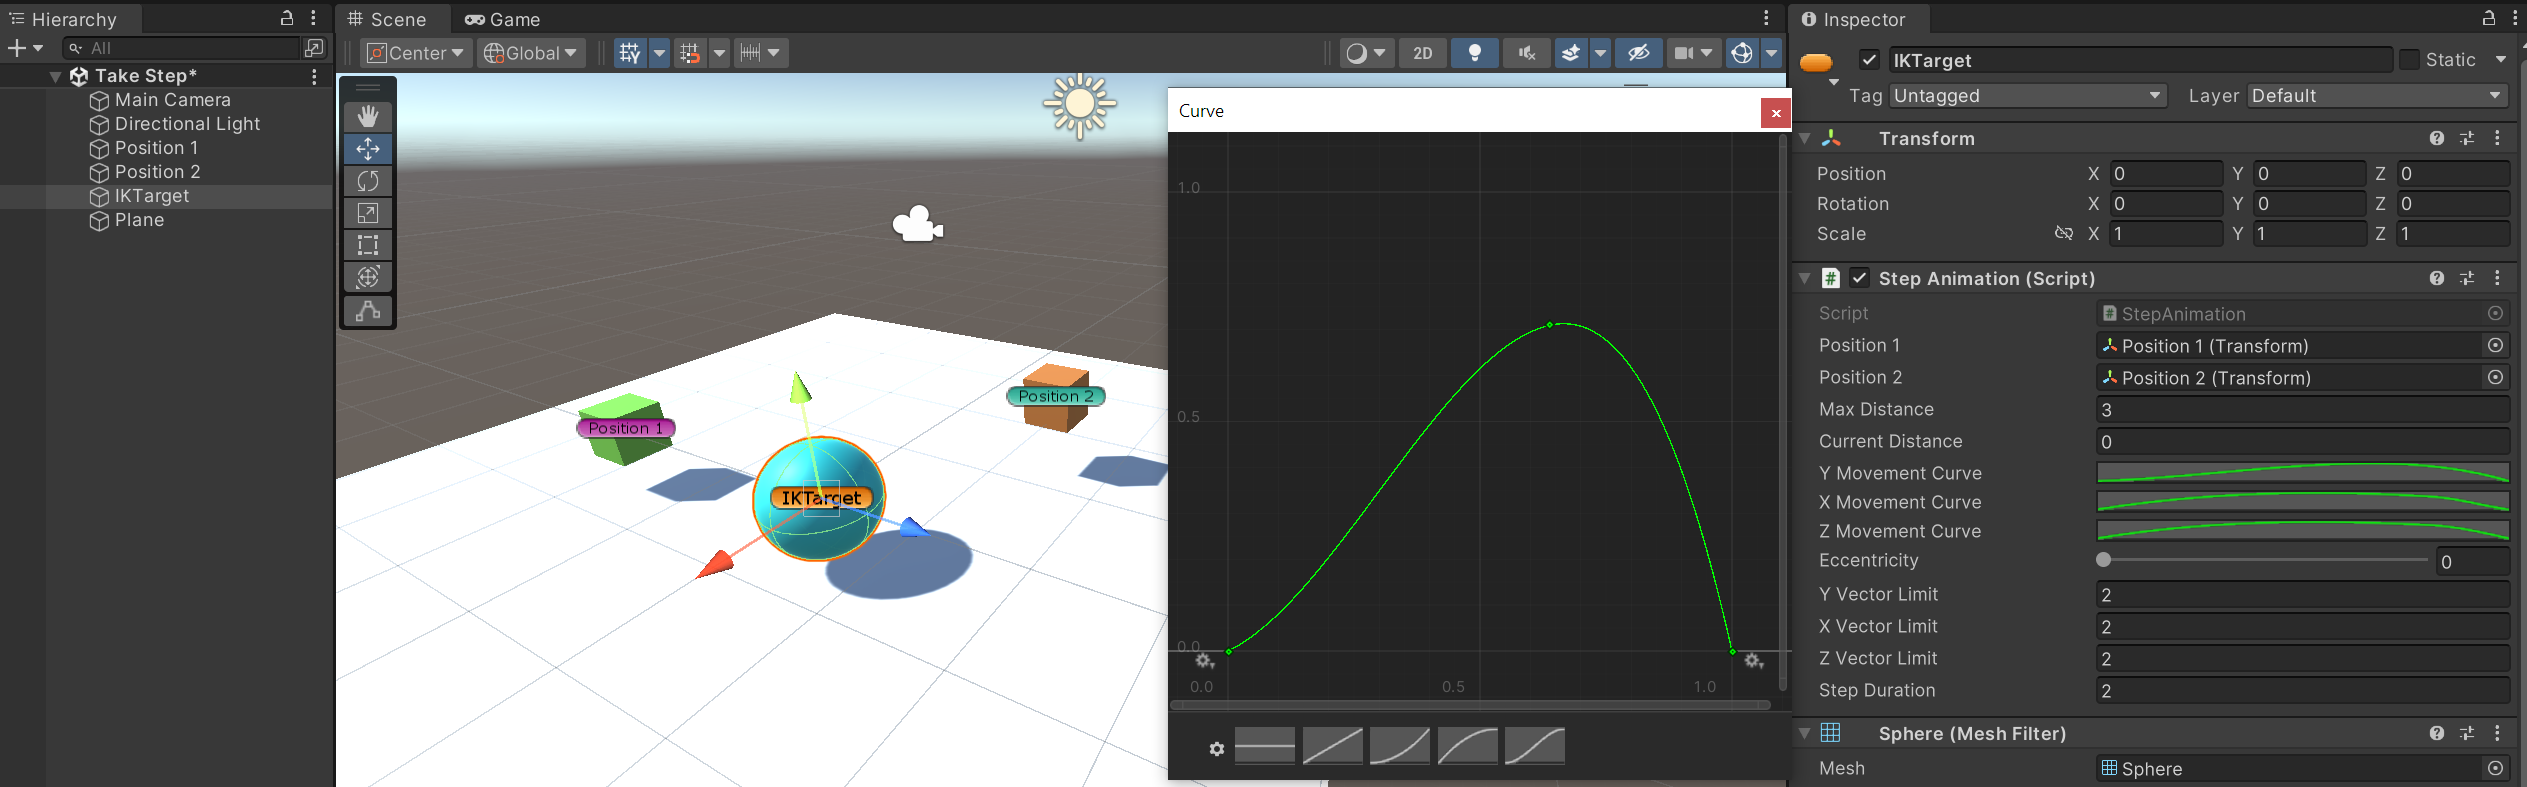 Hierarchy
All
Take Step*
Main Camera
Directional Light
Position 1
Position 2
IKTarget
Plane
Scene
Game
Center
Global
2D
Position 1
Position 2
IKTarget
Curve
1.0
0.5
0.0
0.0
0.5
1.0
Inspector
IKTarget
Static
Tag
Untagged
Layer
Default
Transform
Position X 0 Y 0 Z 0
Rotation X 0 Y 0 Z 0
Scale X 1 Y 1 Z 1
Step Animation (Script)
Script
StepAnimation
Position 1
Position 1 (Transform)
Position 2
Position 2 (Transform)
Max Distance 3
Current Distance 0
Y Movement Curve
X Movement Curve
Z Movement Curve
Eccentricity 0
Y Vector Limit 2
X Vector Limit 2
Z Vector Limit 2
Step Duration 2
Sphere (Mesh Filter)
Mesh
Sphere